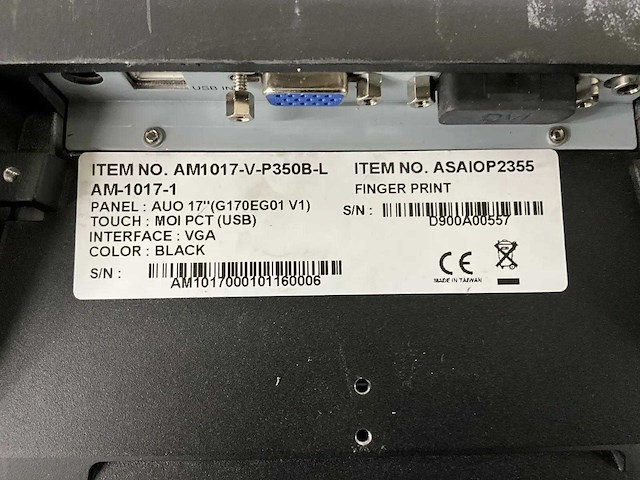 USB IN
DVI
ITEM NO. AM1017-V-P350B-L
AM-1017-1
PANEL : AUO 17"(G170EG01 V1)
TOUCH : MOI PCT (USB)
INTERFACE : VGA
COLOR : BLACK
S/N :
AM1017000101160006
ITEM NO. ASAIOP2355
FINGER PRINT
S/N :
D900A00557
CE
MADE IN TAIWAN